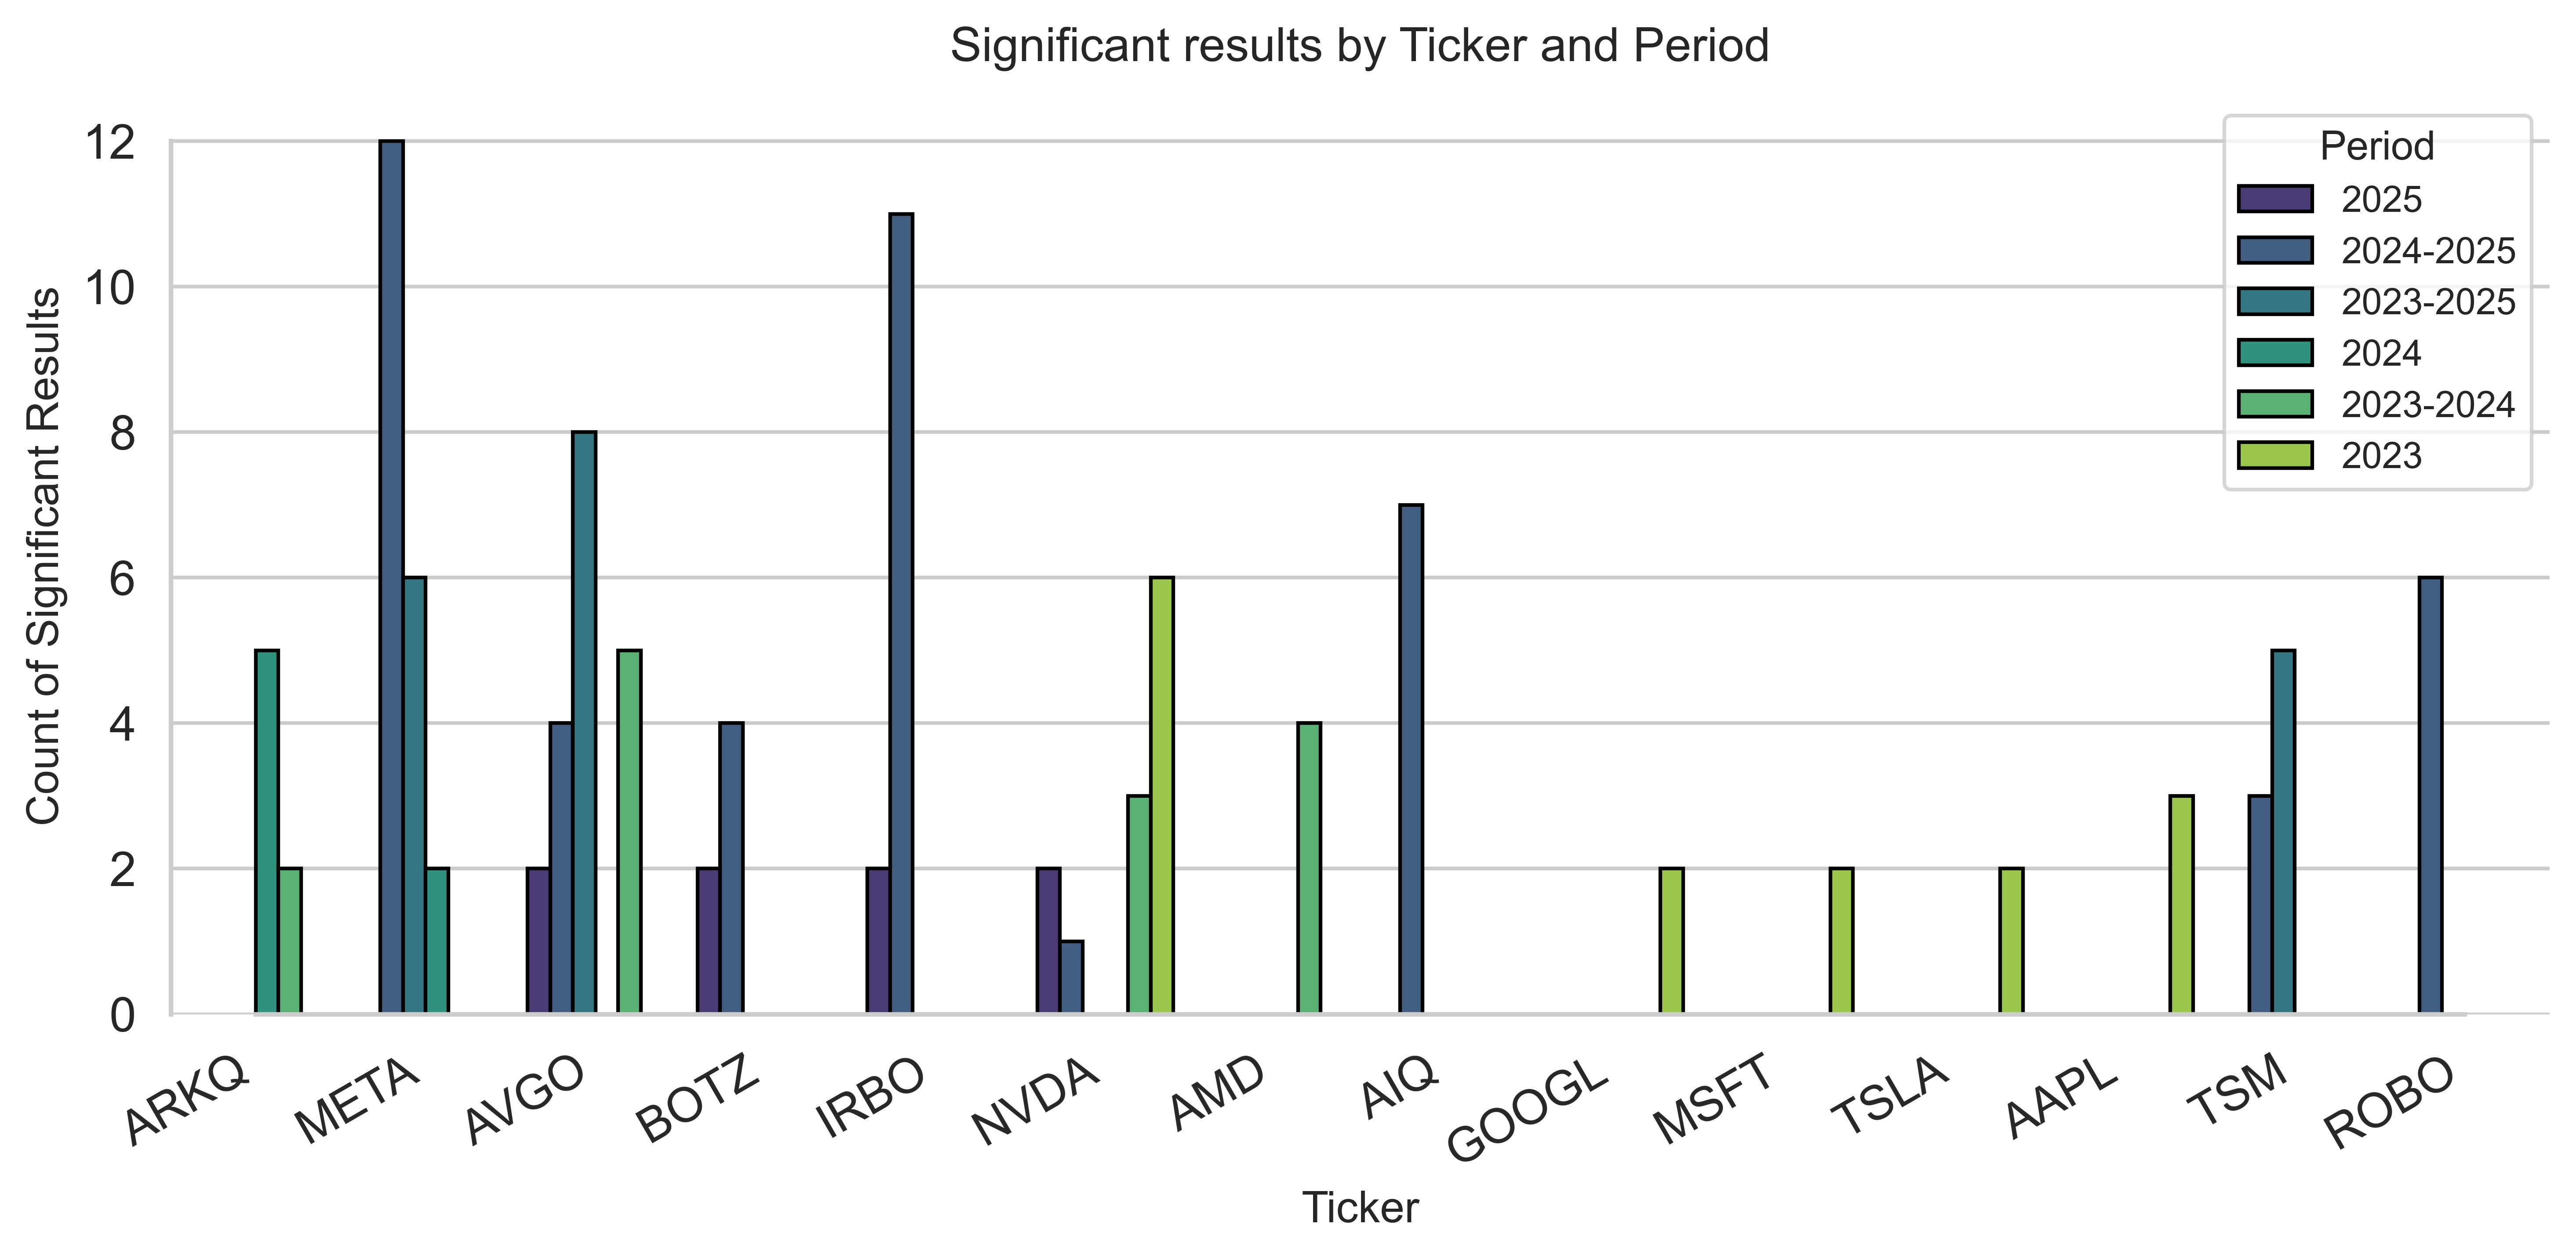 Significant results by Ticker and Period
Count of Significant Results
12
10
8
6
4
2
0
Period
2025
2024-2025
2023-2025
2024
2023-2024
2023
ARKQ
META
AVGO
BOTZ
IRBO
NVDA
AMD
AIQ
GOOGL
MSFT
TSLA
AAPL
TSM
ROBO
Ticker